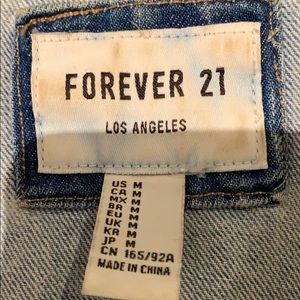 FOREVER 21
LOS ANGELES
US M
CA M
MX M
BR M
EU M
UK M
KR M
JP M
CN 165/92A
MADE IN CHINA